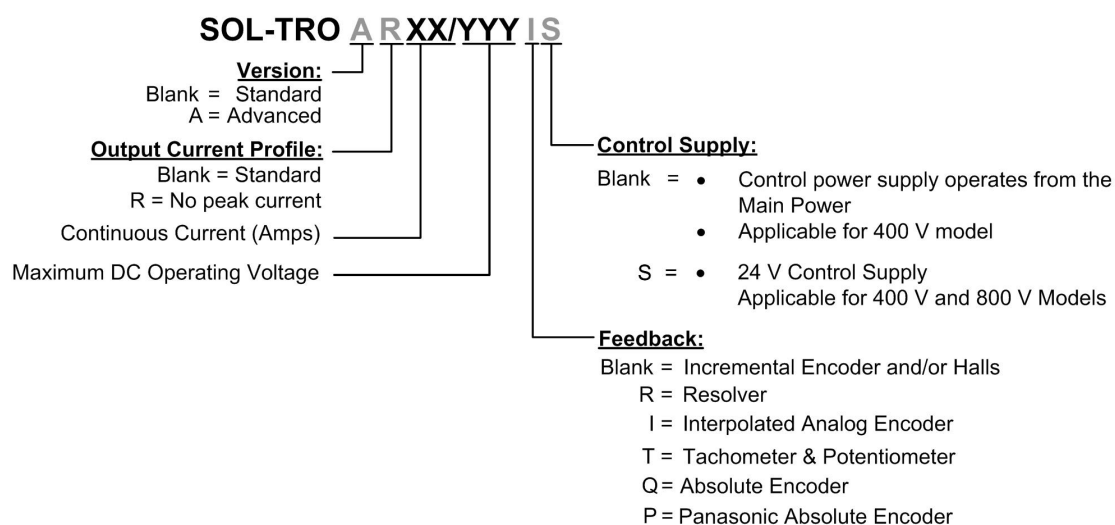 SOL-TRO A R XX/YYY I S
Version:
Blank = Standard
A = Advanced
Output Current Profile:
Blank = Standard
R = No peak current
Continuous Current (Amps)
Maximum DC Operating Voltage
Control Supply:
Blank = • Control power supply operates from the
Main Power
• Applicable for 400 V model
S = • 24 V Control Supply
Applicable for 400 V and 800 V Models
Feedback:
Blank = Incremental Encoder and/or Halls
R = Resolver
I = Interpolated Analog Encoder
T = Tachometer & Potentiometer
Q = Absolute Encoder
P = Panasonic Absolute Encoder